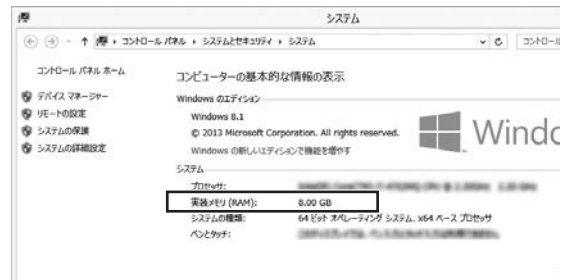 システム
コントロール パネル › システムとセキュリティ › システム
コントロール パネル ホーム
デバイス マネージャー
リモートの設定
システムの保護
システムの詳細設定
コンピューターの基本的な情報の表示
Windows のエディション
Windows 8.1
© 2013 Microsoft Corporation. All rights reserved.
Windows の新しいエディションで機能を増やす
システム
プロセッサ:
実装メモリ (RAM): 8.00 GB
システムの種類: 64 ビット オペレーティング システム、x64 ベース プロセッサ
ペンとタッチ: